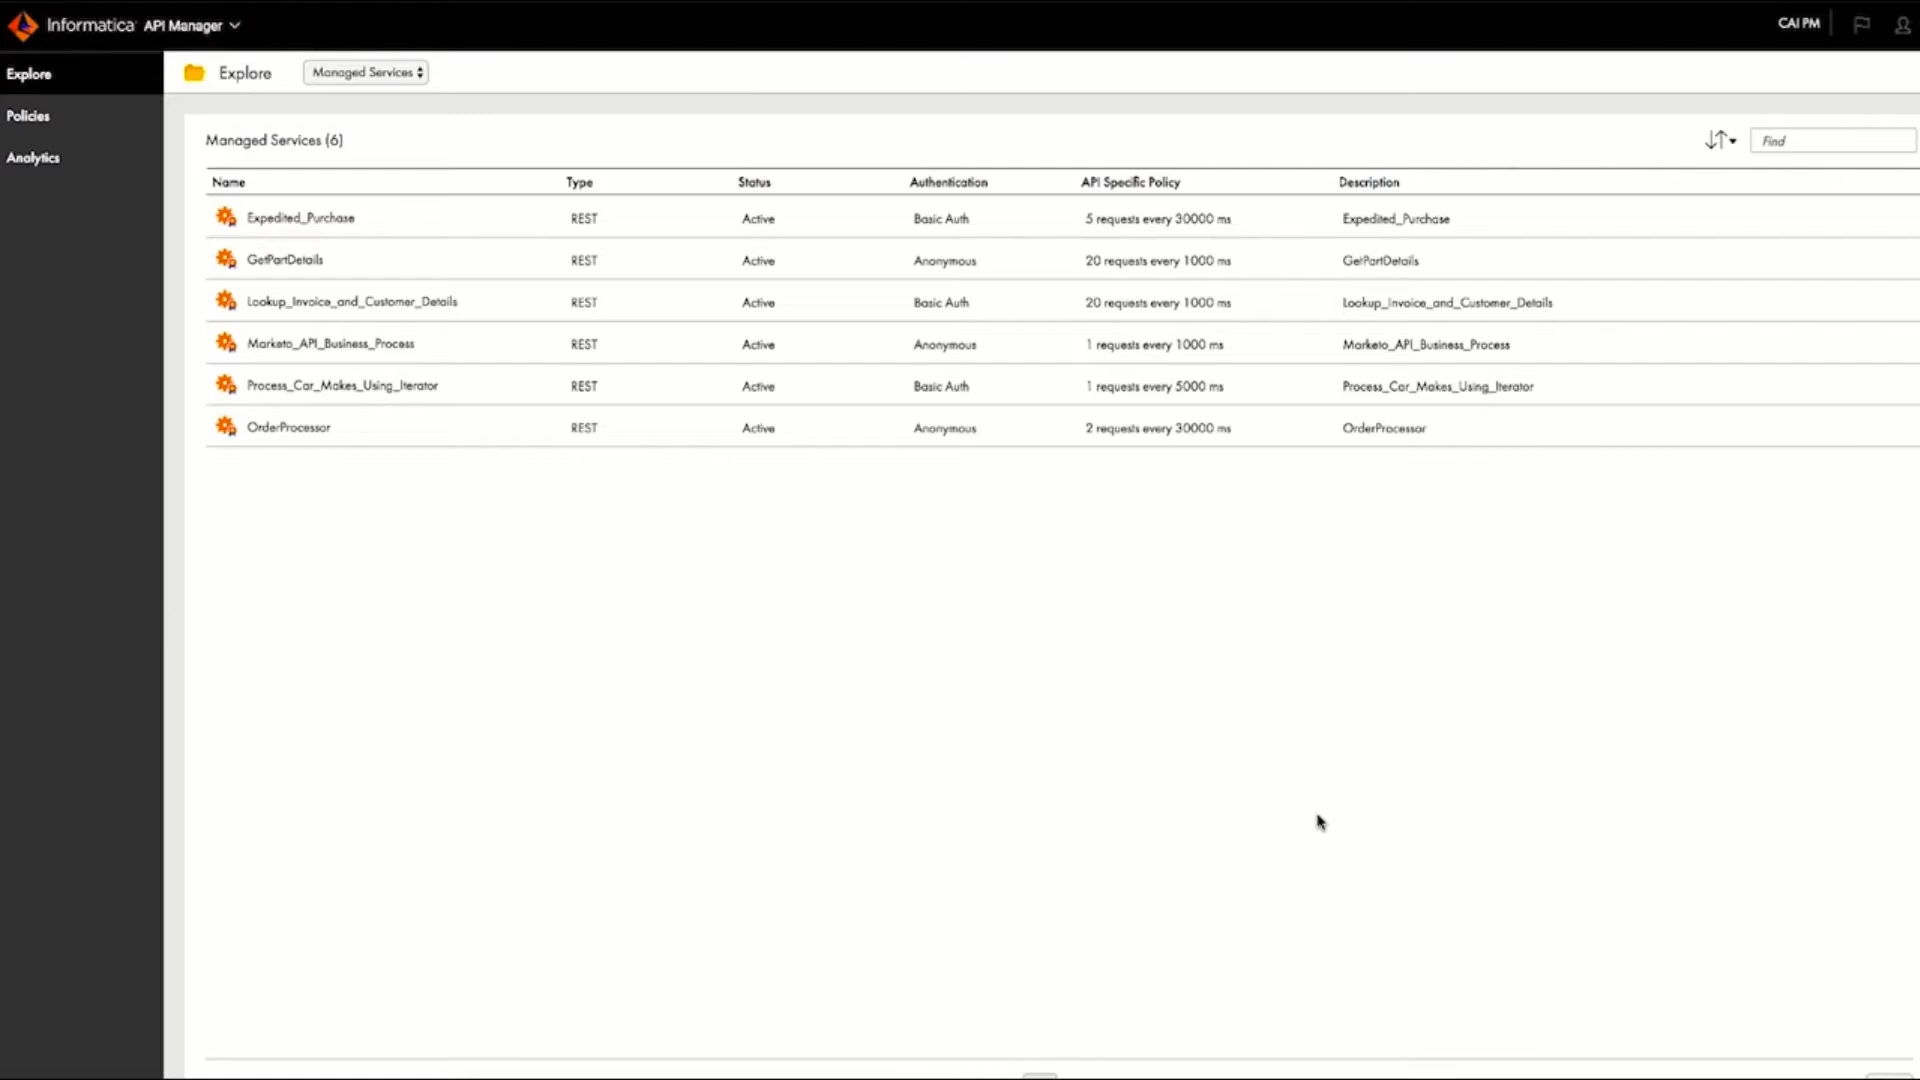 Informatica API Manager
CAI PM
Explore
Policies
Analytics
Explore
Managed Services
Managed Services (6)
Find
Name Type Status Authentication API Specific Policy Description
Expedited_Purchase REST Active Basic Auth 5 requests every 30000 ms Expedited_Purchase
GetPartDetails REST Active Anonymous 20 requests every 1000 ms GetPartDetails
Lookup_Invoice_and_Customer_Details REST Active Basic Auth 20 requests every 1000 ms Lookup_Invoice_and_Customer_Details
Marketo_API_Business_Process REST Active Anonymous 1 requests every 1000 ms Marketo_API_Business_Process
Process_Car_Makes_Using_Iterator REST Active Basic Auth 1 requests every 5000 ms Process_Car_Makes_Using_Iterator
OrderProcessor REST Active Anonymous 2 requests every 30000 ms OrderProcessor